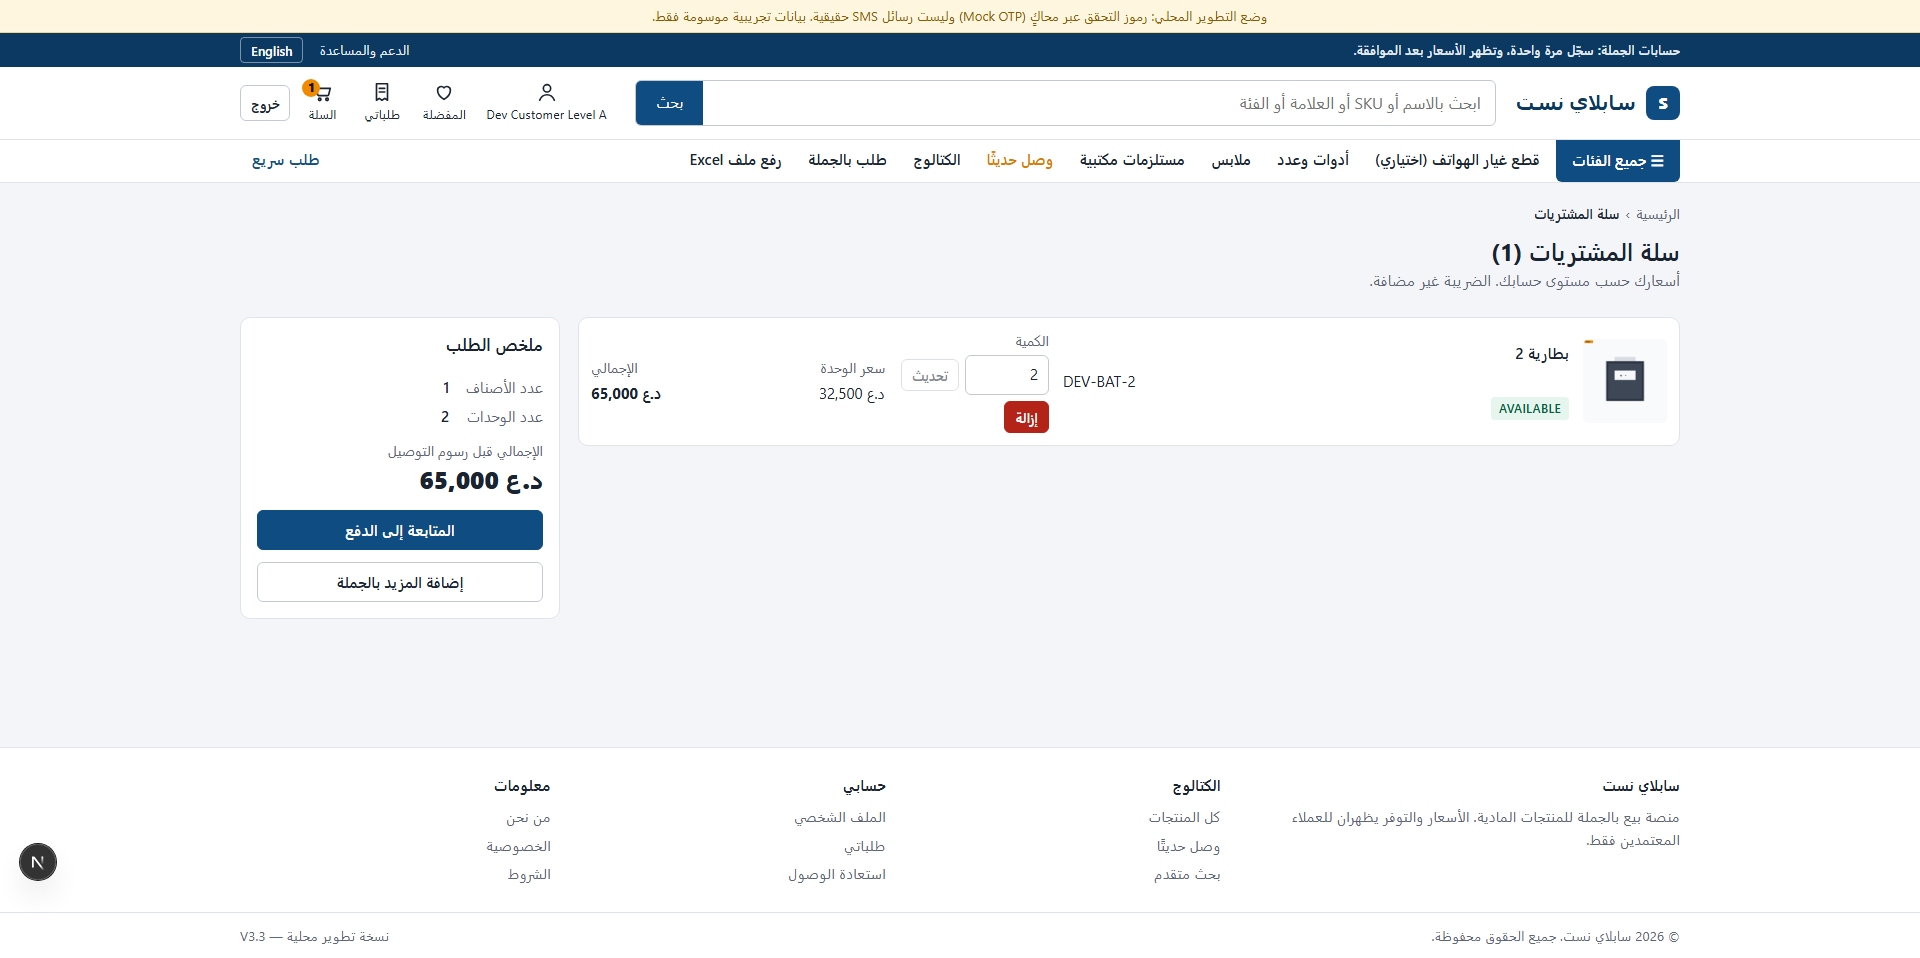 وضع التطوير المحلي: رموز التحقق عبر محاكٍ (Mock OTP) وليست رسائل SMS حقيقية. بيانات تجريبية موسومة فقط.
حسابات الجملة: سجّل مرة واحدة، وتظهر الأسعار بعد الموافقة.
الدعم والمساعدة
English
S
سابلاي نست
ابحث بالاسم أو SKU أو العلامة أو الفئة
بحث
Dev Customer Level A
المفضلة
طلباتي
السلة
1
خروج
☰ جميع الفئات
قطع غيار الهواتف (اختياري)
أدوات وعدد
ملابس
مستلزمات مكتبية
وصل حديثًا
الكتالوج
طلب بالجملة
رفع ملف Excel
طلب سريع
الرئيسية › سلة المشتريات
سلة المشتريات (1)
أسعارك حسب مستوى حسابك. الضريبة غير مضافة.
بطارية 2
AVAILABLE
DEV-BAT-2
الكمية
2
تحديث
إزالة
سعر الوحدة
32,500 د.ع
الإجمالي
65,000 د.ع
ملخص الطلب
عدد الأصناف 1
عدد الوحدات 2
الإجمالي قبل رسوم التوصيل
65,000 د.ع
المتابعة إلى الدفع
إضافة المزيد بالجملة
سابلاي نست
منصة بيع بالجملة للمنتجات المادية. الأسعار والتوفر يظهران للعملاء
المعتمدين فقط.
الكتالوج
كل المنتجات
وصل حديثًا
بحث متقدم
حسابي
الملف الشخصي
طلباتي
استعادة الوصول
معلومات
من نحن
الخصوصية
الشروط
N
© 2026 سابلاي نست. جميع الحقوق محفوظة.
نسخة تطوير محلية — V3.3